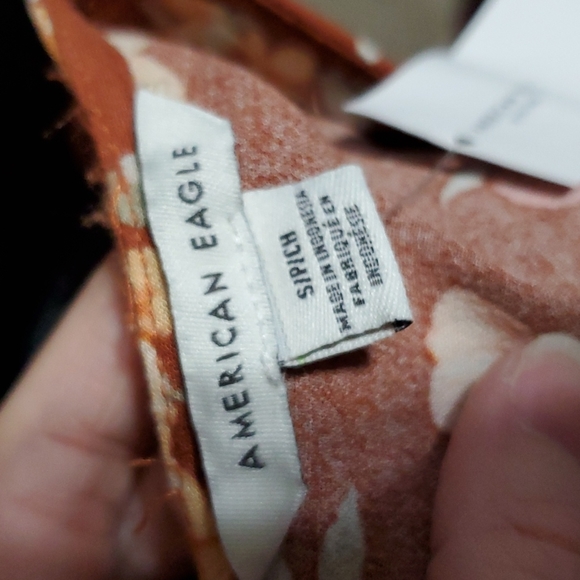 AMERICAN EAGLE
S/P/CH
MADE IN INDONESIA
FABRIQUÉ EN
INDONÉSIE